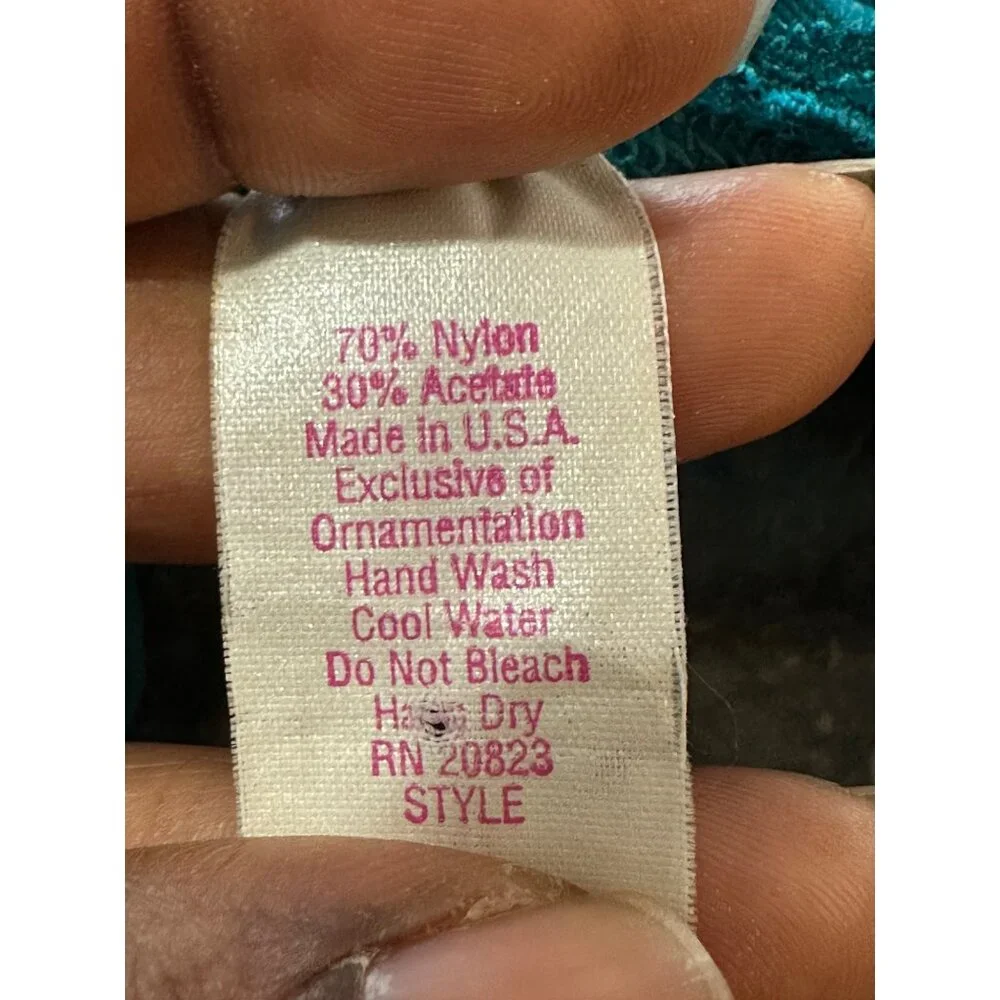 70% Nylon
30% Acetate
Made in U.S.A.
Exclusive of
Ornamentation
Hand Wash
Cool Water
Do Not Bleach
Dry
RN 20823
STYLE